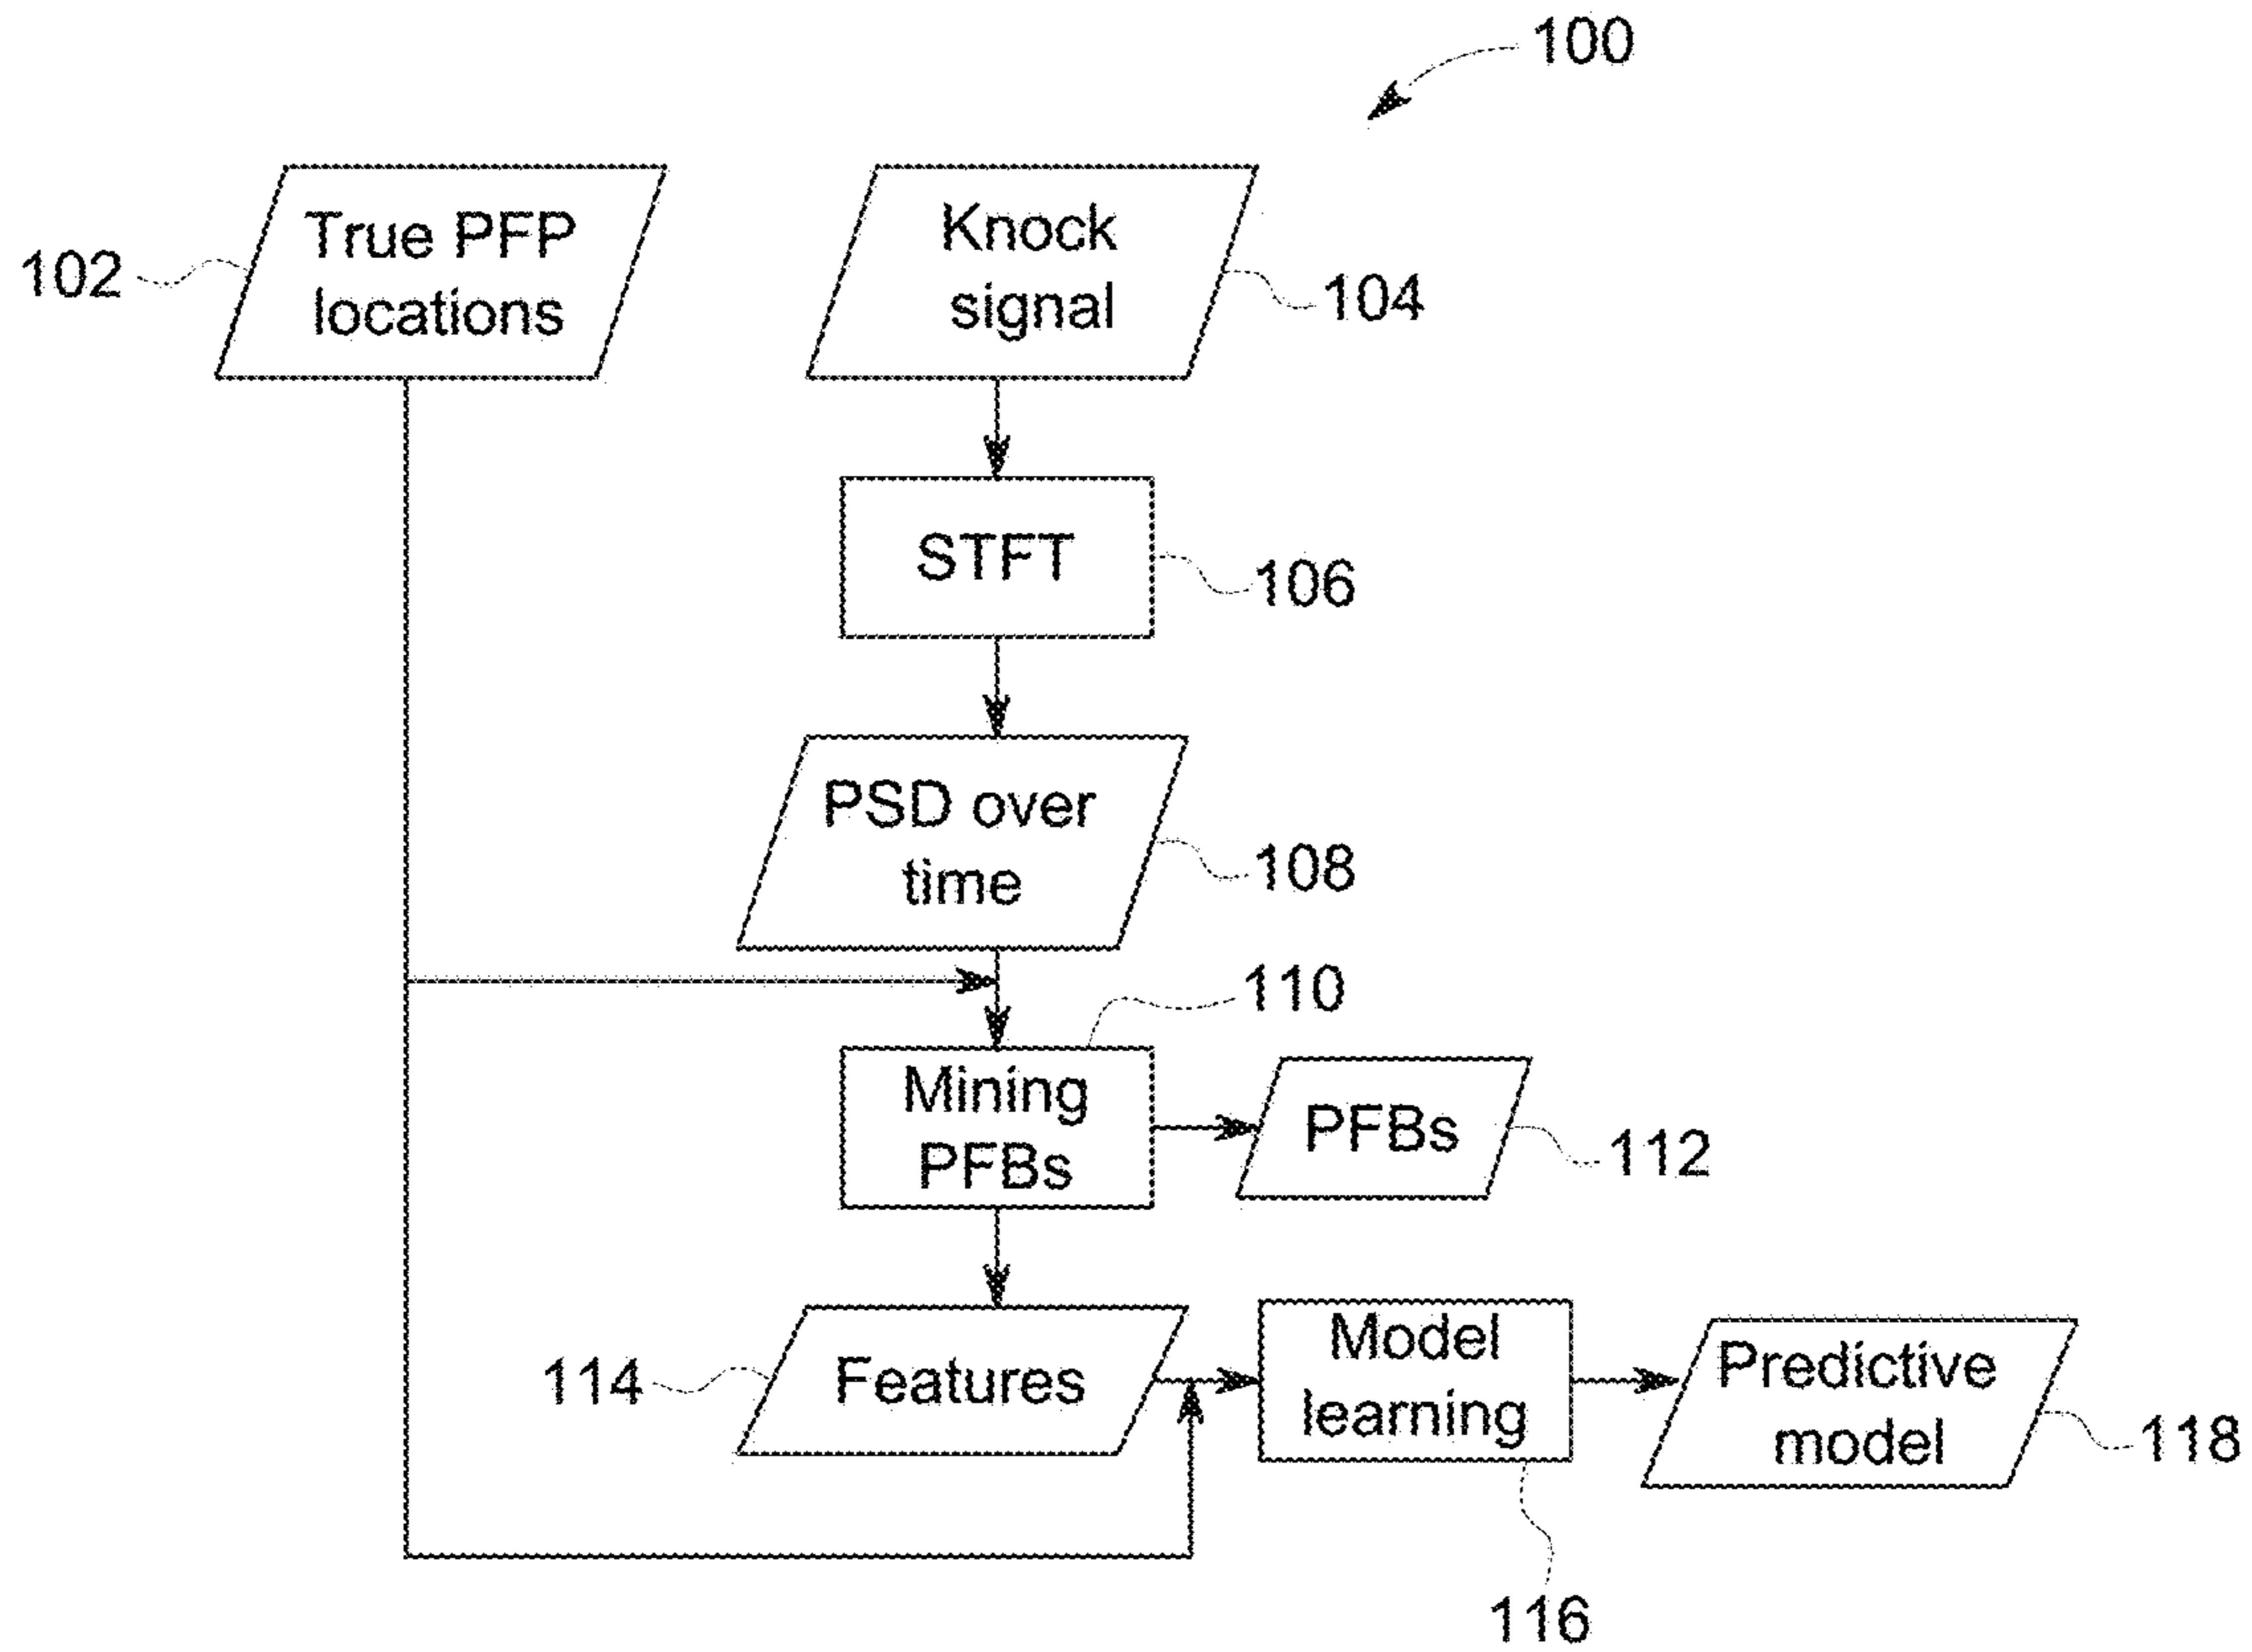 100
True PFP
locations
102
Knock
signal
104
STFT
106
PSD over
time
108
110
Mining
PFBs
PFBs
112
114
Features
Model
learning
Predictive
model
118
116